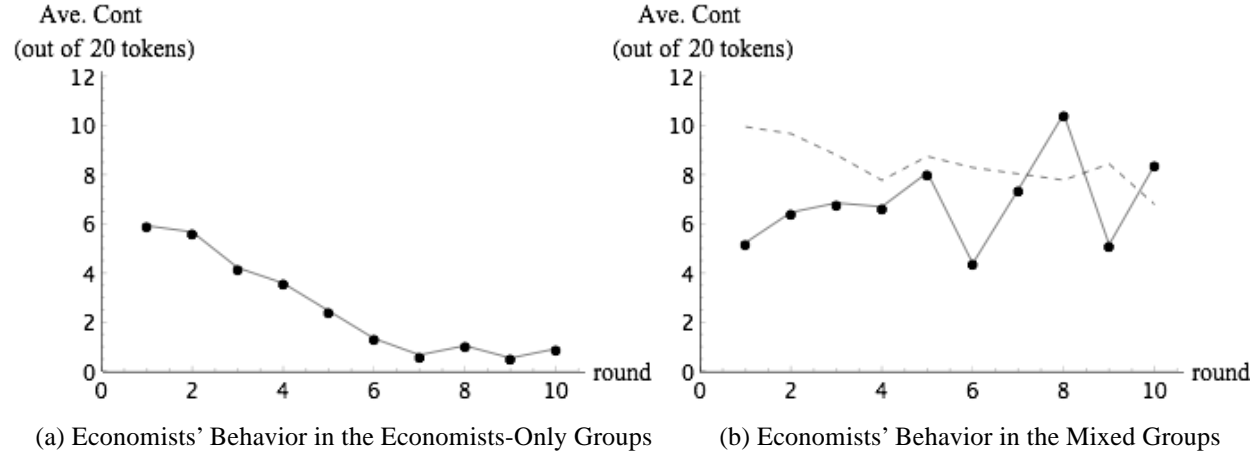 Ave. Cont
(out of 20 tokens)
12
10
8
6
4
2
0
0 2 4 6 8 10 round
(a) Economists’ Behavior in the Economists-Only Groups
Ave. Cont
(out of 20 tokens)
12
10
8
6
4
2
0
0 2 4 6 8 10 round
(b) Economists’ Behavior in the Mixed Groups